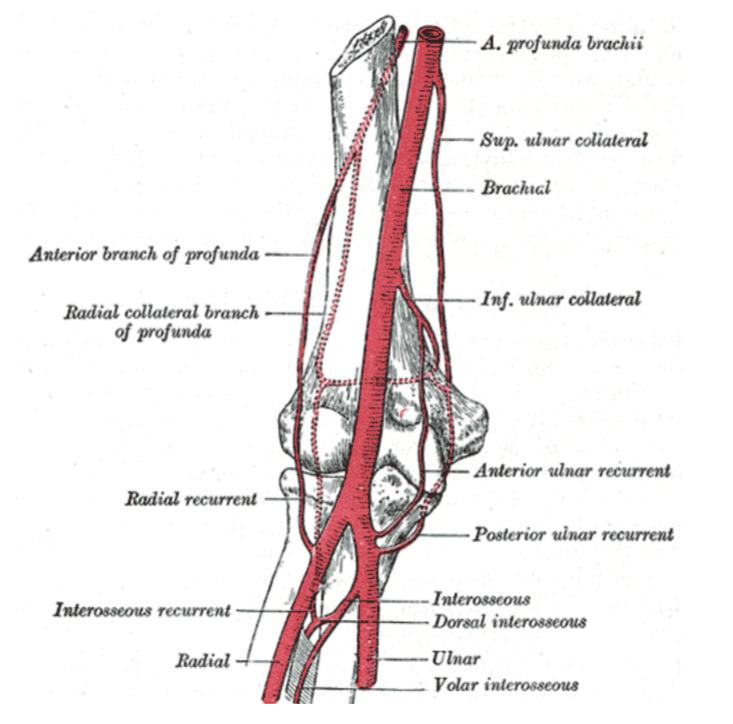 A. profunda brachii
Sup. ulnar collateral
Brachial
Anterior branch of profunda
Radial collateral branch
of profunda
Inf. ulnar collateral
Anterior ulnar recurrent
Radial recurrent
Posterior ulnar recurrent
Interosseous recurrent
Interosseous
Dorsal interosseous
Radial
Ulnar
Volar interosseous